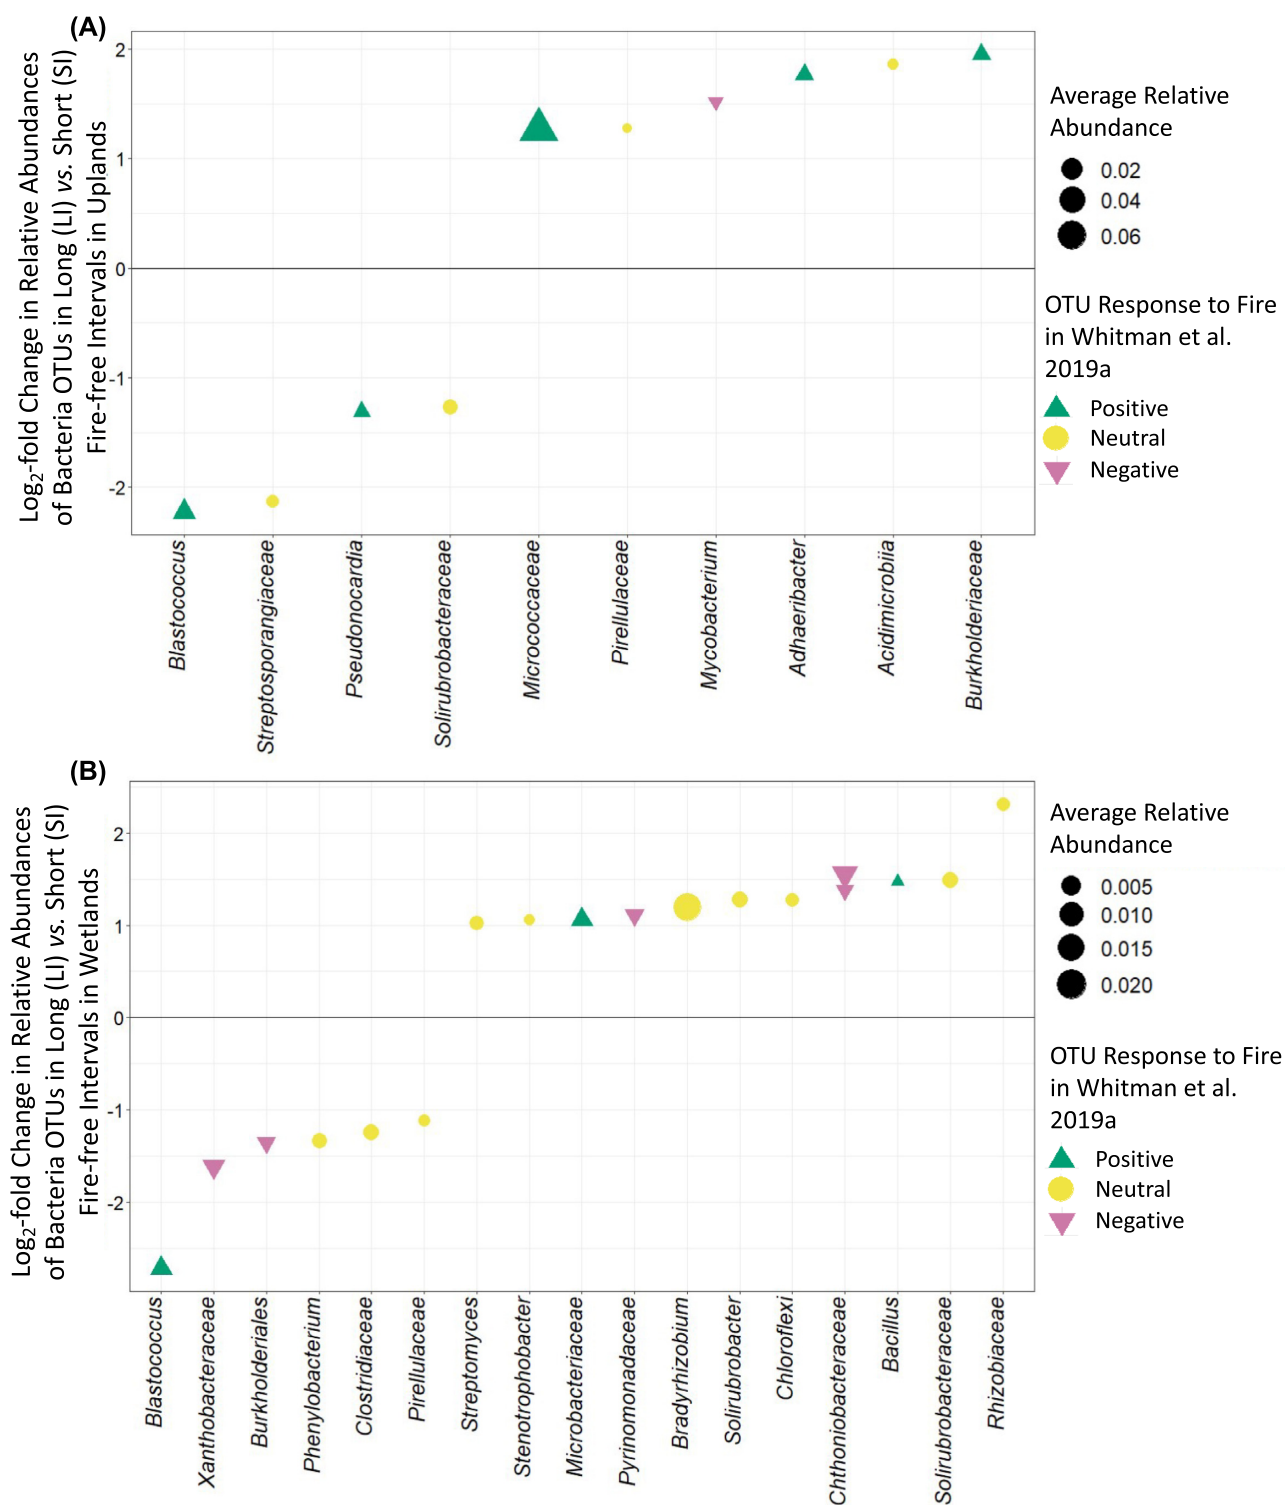 (A)
Log2-fold Change in Relative Abundances
of Bacteria OTUs in Long (LI) vs. Short (SI)
Fire-free Intervals in Uplands
2
1
0
-1
-2
Blastococcus
Streptosporangiaceae
Pseudonocardia
Solirubrobacteraceae
Micrococcaceae
Pirellulaceae
Mycobacterium
Adhaeribacter
Acidimicrobiia
Burkholderiaceae
Average Relative
Abundance
0.02
0.04
0.06
OTU Response to Fire
in Whitman et al.
2019a
Positive
Neutral
Negative
(B)
Log2-fold Change in Relative Abundances
of Bacteria OTUs in Long (LI) vs. Short (SI)
Fire-free Intervals in Wetlands
2
1
0
-1
-2
Blastococcus
Xanthobacteraceae
Burkholderiales
Phenylobacterium
Clostridiaceae
Pirellulaceae
Streptomyces
Stenotrophobacter
Microbacteriaceae
Pyrinomonadaceae
Bradyrhizobium
Solirubrobacter
Chloroflexi
Chthoniobacteraceae
Bacillus
Solirubrobacteraceae
Rhizobiaceae
Average Relative
Abundance
0.005
0.010
0.015
0.020
OTU Response to Fire
in Whitman et al.
2019a
Positive
Neutral
Negative